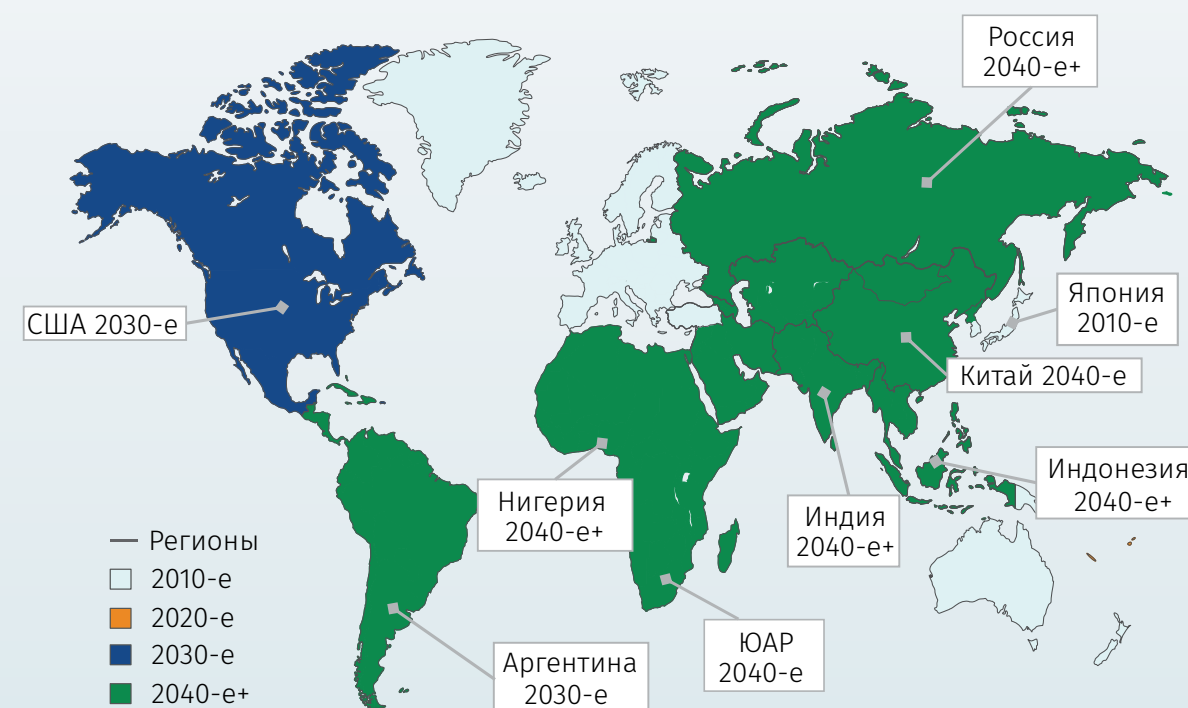 Россия
2040-е+
США 2030-е
Япония
2010-е
Китай 2040-е
Индонезия
2040-е+
Нигерия
2040-е+
Индия
2040-е+
ЮАР
2040-е
Аргентина
2030-е
Регионы
2010-е
2020-е
2030-е
2040-е+